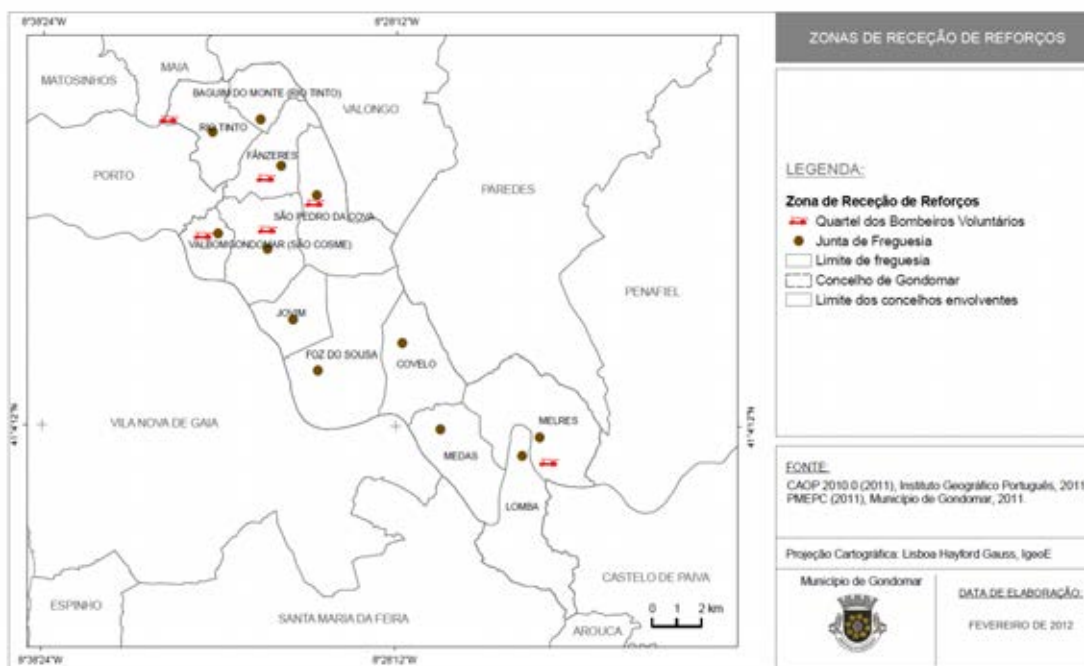 8°38'24"W
8°28'12"W
ZONAS DE RECEÇÃO DE REFORÇOS
MAIA
MATOSINHOS
BAGUIM DO MONTE (RIO TINTO)
VALONGO
RIO TINTO
FÂNZERES
PORTO
PAREDES
SÃO PEDRO DA COVA
VALBOM
GONDOMAR (SÃO COSME)
PENAFIEL
JOVIM
FOZ DO SOUSA
COVELO
41°4'12"N
VILA NOVA DE GAIA
MELRES
41°4'12"N
MEDAS
LOMBA
CASTELO DE PAIVA
ESPINHO
SANTA MARIA DA FEIRA
0 1 2 km
AROUCA
8°38'24"W
8°28'12"W
LEGENDA:
Zona de Receção de Reforços
Quartel dos Bombeiros Voluntários
Junta de Freguesia
Limite de freguesia
Concelho de Gondomar
Limite dos concelhos envolventes
FONTE:
CAOP 2010.0 (2011), Instituto Geográfico Português, 2011
PMEPC (2011), Município de Gondomar, 2011.
Projeção Cartográfica: Lisboa Hayford Gauss, IgeoE
Município de Gondomar
DATA DE ELABORAÇÃO:
FEVEREIRO DE 2012